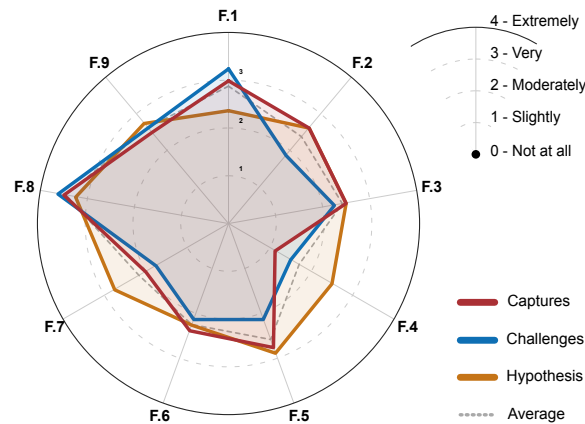 F.1
F.2
F.3
F.4
F.5
F.6
F.7
F.8
F.9
3
2
1
4 - Extremely
3 - Very
2 - Moderately
1 - Slightly
0 - Not at all
Captures
Challenges
Hypothesis
Average